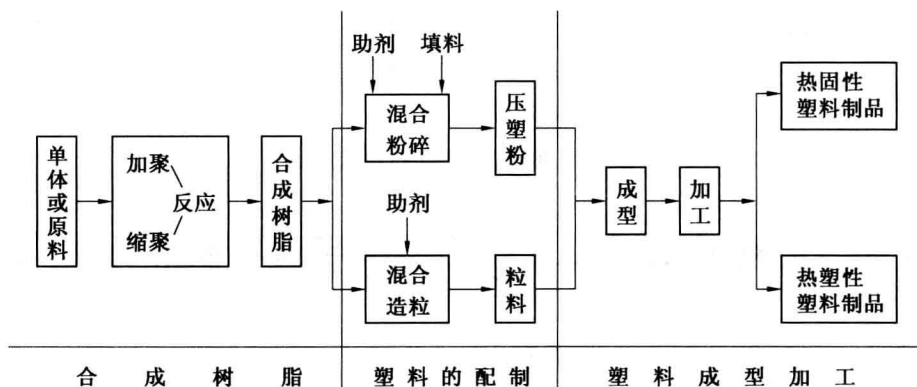 单体或原料
加聚
反应
缩聚
合成树脂
助剂
填料
混合
粉碎
压塑粉
助剂
混合
造粒
粒料
成型
加工
热固性
塑料制品
热塑性
塑料制品
合成树脂
塑料的配制
塑料成型加工